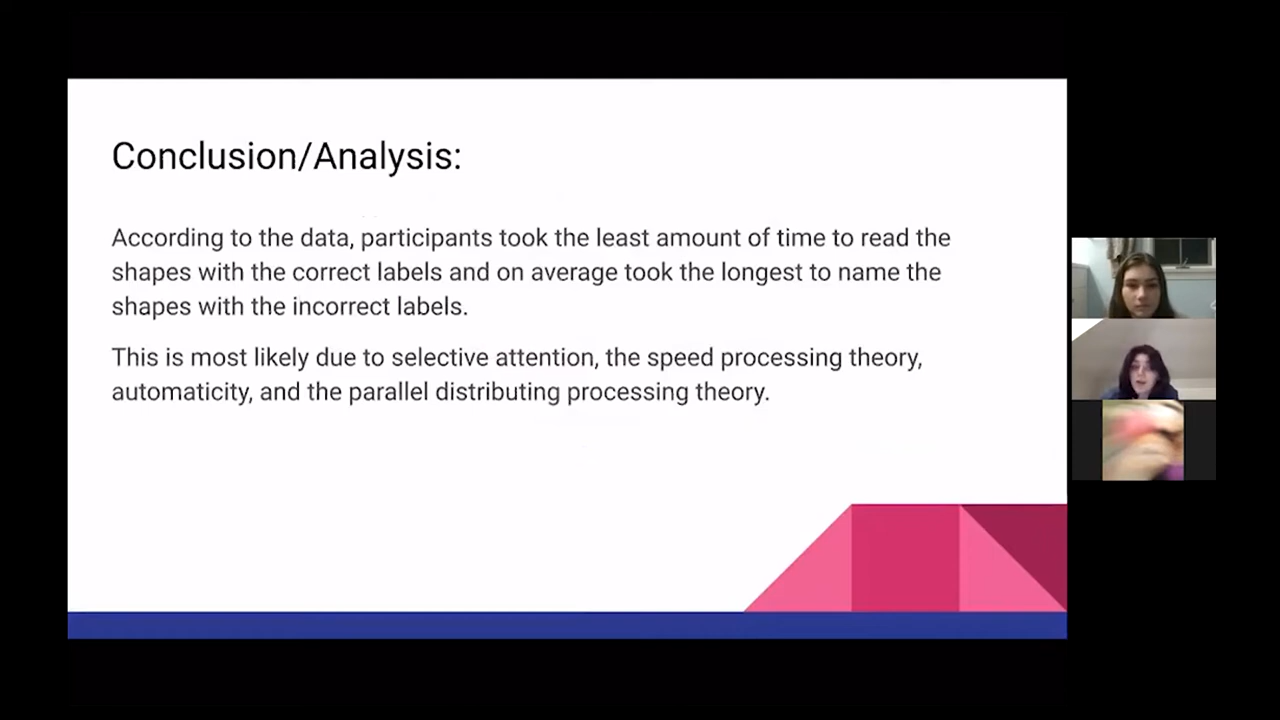 Conclusion/Analysis:
According to the data, participants took the least amount of time to read the
shapes with the correct labels and on average took the longest to name the
shapes with the incorrect labels.
This is most likely due to selective attention, the speed processing theory,
automaticity, and the parallel distributing processing theory.